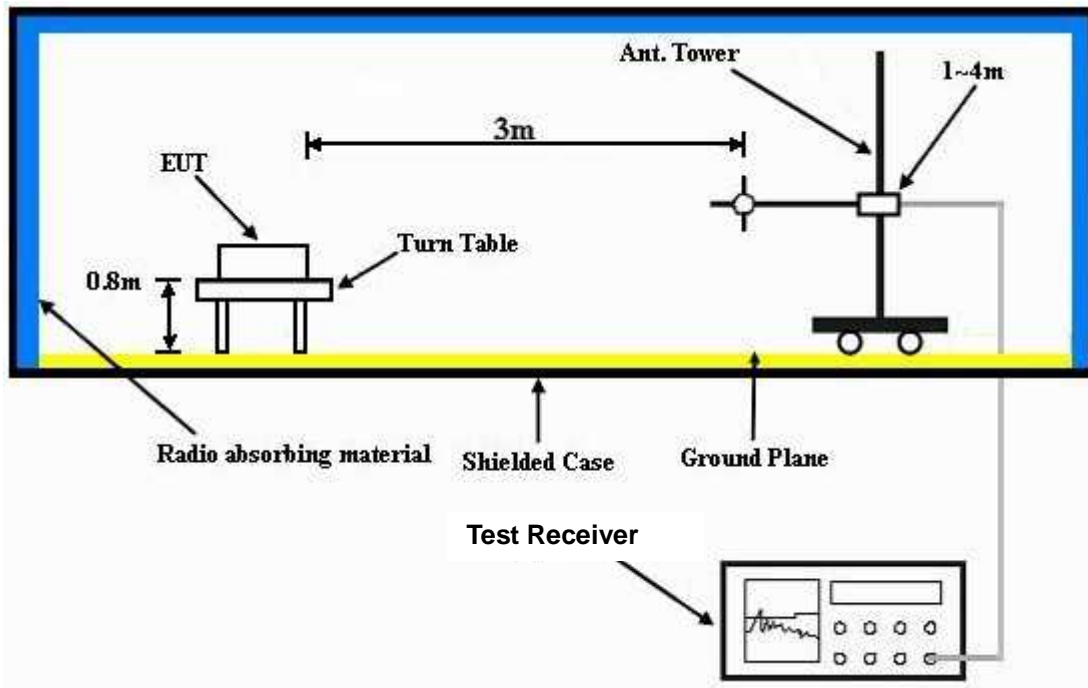 Ant. Tower
1~4m
3m
EUT
Turn Table
0.8m
Radio absorbing material
Shielded Case
Ground Plane
Test Receiver